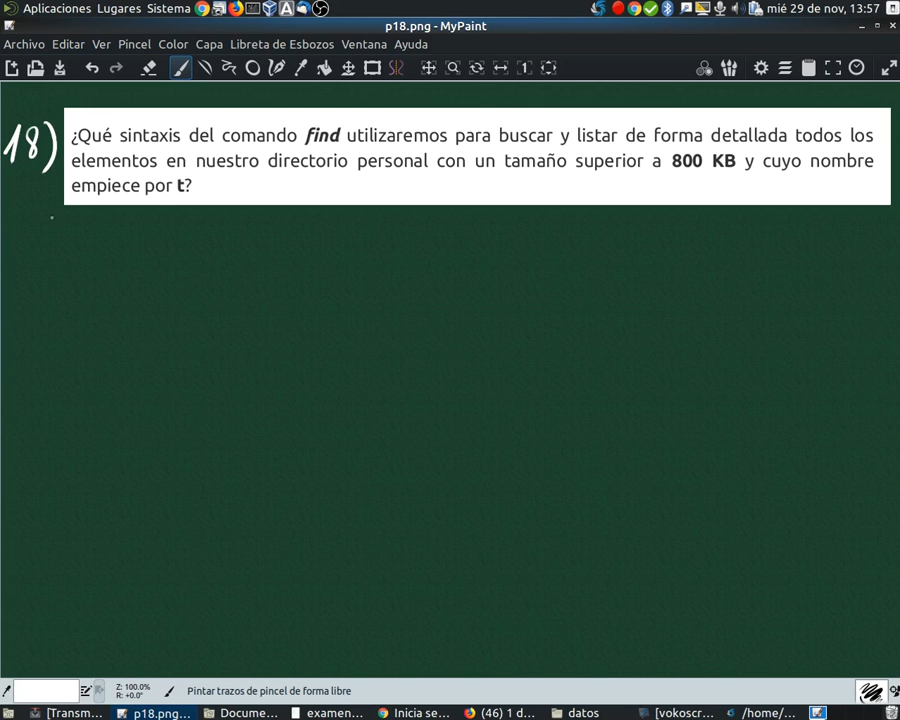 Aplicaciones Lugares Sistema mié 29 de nov, 13:57
p18.png - MyPaint
Archivo Editar Ver Pincel Color Capa Libreta de Esbozos Ventana Ayuda
18) ¿Qué sintaxis del comando find utilizaremos para buscar y listar de forma detallada todos los
elementos en nuestro directorio personal con un tamaño superior a 800 KB y cuyo nombre
empiece por t?
Z: 100.0%
R: +0.0°
Pintar trazos de pincel de forma libre
[Transm... p18.png... Docume... examen... Inicia se... (46) 1 d... datos [vokoscr... /home/...